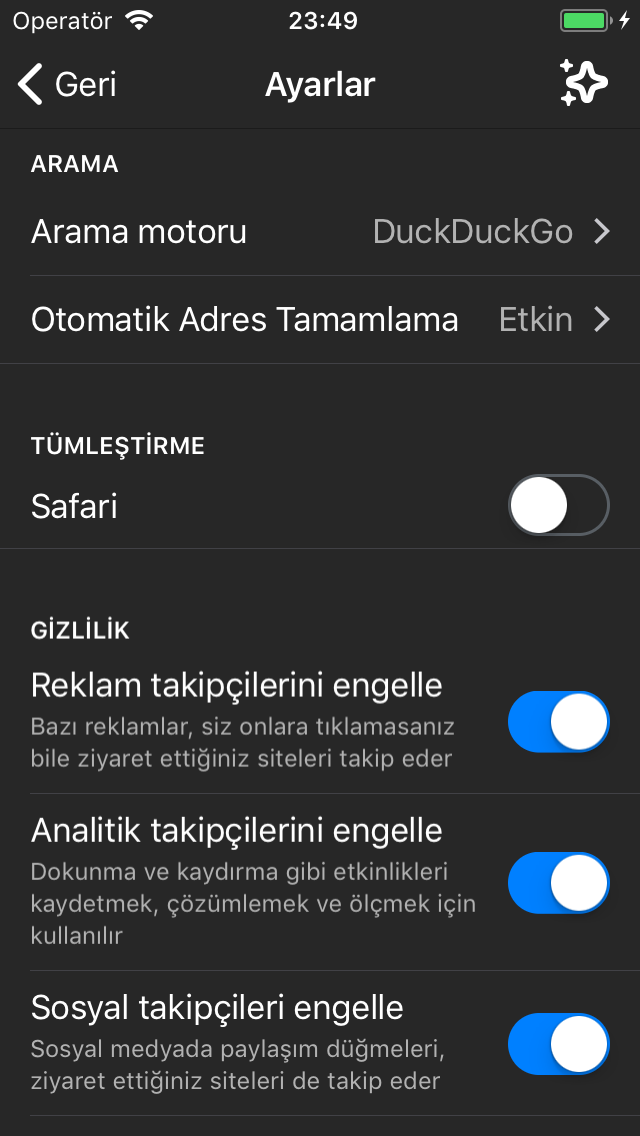 Operatör 23:49
Geri Ayarlar
ARAMA
Arama motoru DuckDuckGo
Otomatik Adres Tamamlama Etkin
TÜMLEŞTİRME
Safari
GİZLİLİK
Reklam takipçilerini engelle
Bazı reklamlar, siz onlara tıklamasanız
bile ziyaret ettiğiniz siteleri takip eder
Analitik takipçilerini engelle
Dokunma ve kaydırma gibi etkinlikleri
kaydetmek, çözümlemek ve ölçmek için
kullanılır
Sosyal takipçileri engelle
Sosyal medyada paylaşım düğmeleri,
ziyaret ettiğiniz siteleri de takip eder